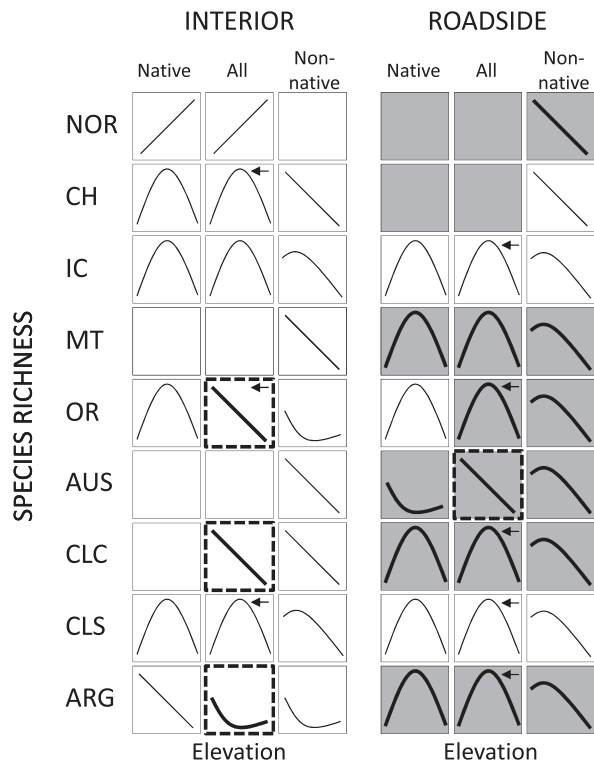 INTERIOR ROADSIDE
Native All Non-native Native All Non-native
NOR
CH
IC
MT
OR
AUS
CLC
CLS
ARG
SPECIES RICHNESS
Elevation Elevation